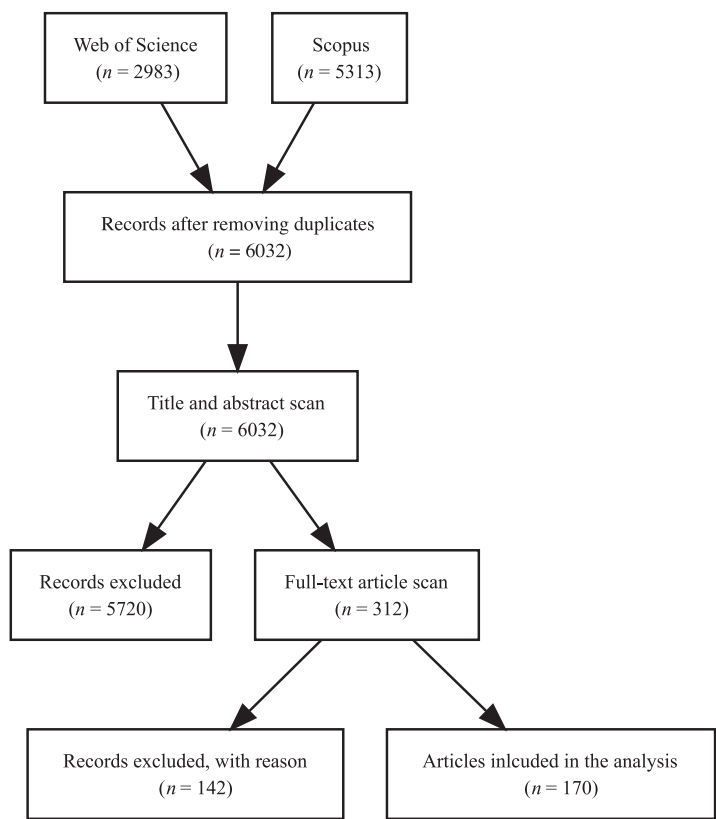 Web of Science
(n = 2983)
Scopus
(n = 5313)
Records after removing duplicates
(n = 6032)
Title and abstract scan
(n = 6032)
Records excluded
(n = 5720)
Full-text article scan
(n = 312)
Records excluded, with reason
(n = 142)
Articles inlcuded in the analysis
(n = 170)